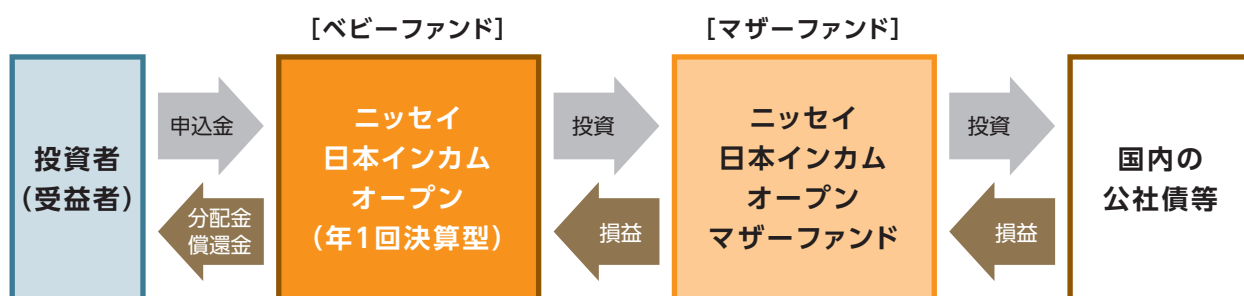 ［ベビーファンド］
［マザーファンド］
投資者
（受益者）
申込金
分配金
償還金
ニッセイ
日本インカム
オープン
（年1回決算型）
投資
損益
ニッセイ
日本インカム
オープン
マザーファンド
投資
損益
国内の
公社債等